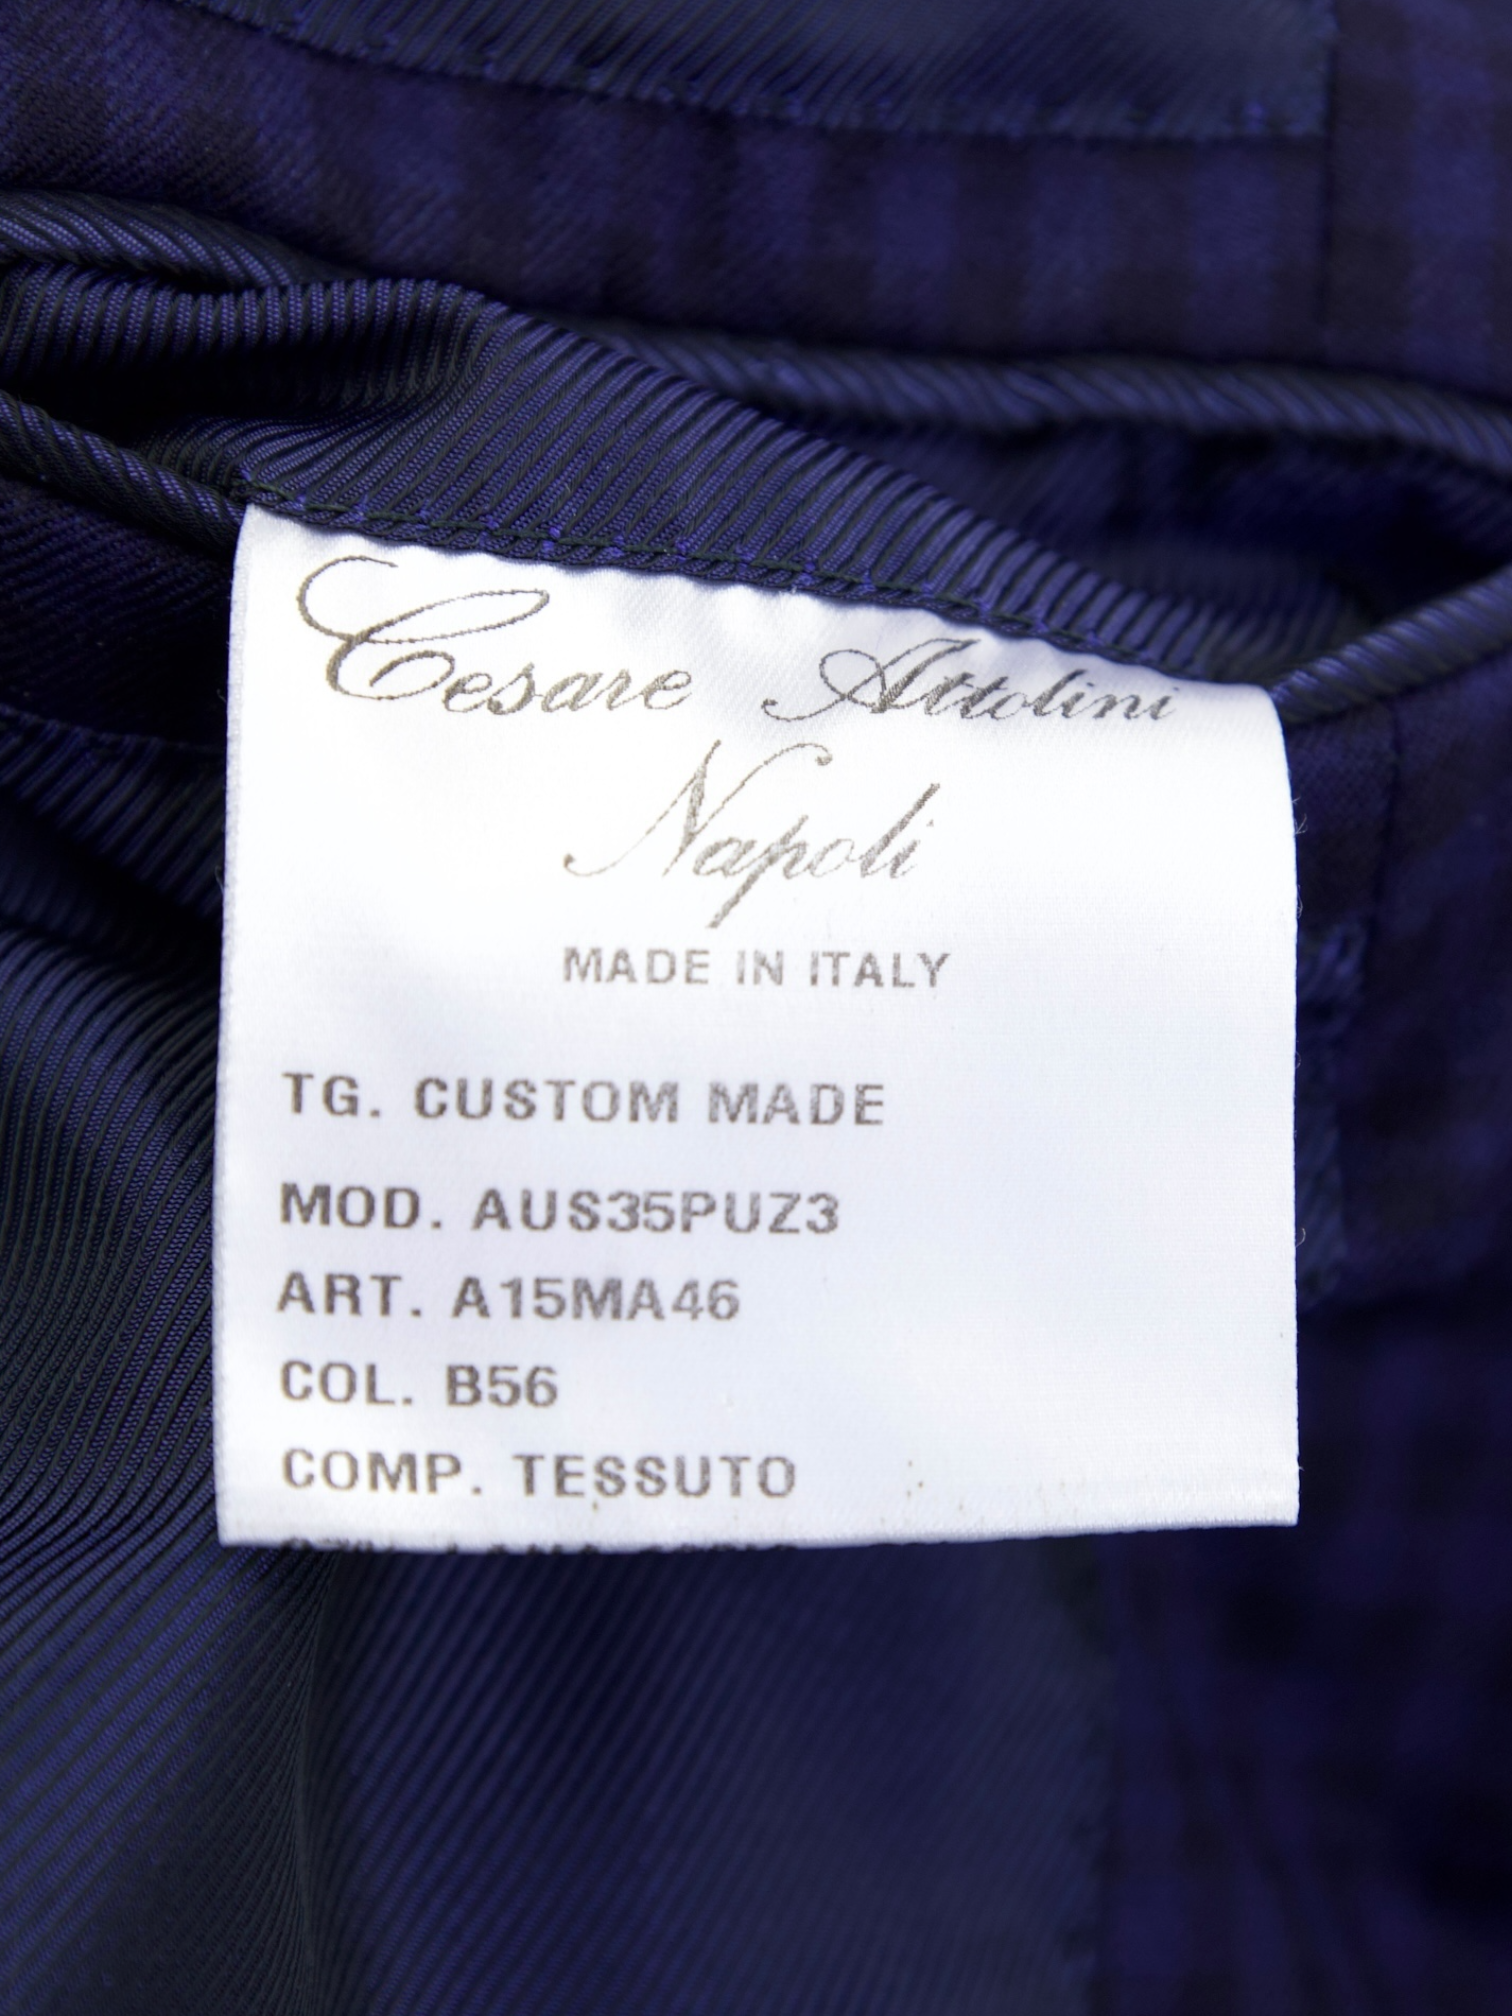 Cesare Attolini
Napoli
MADE IN ITALY
TG. CUSTOM MADE
MOD. AUS35PUZ3
ART. A15MA46
COL. B56
COMP. TESSUTO